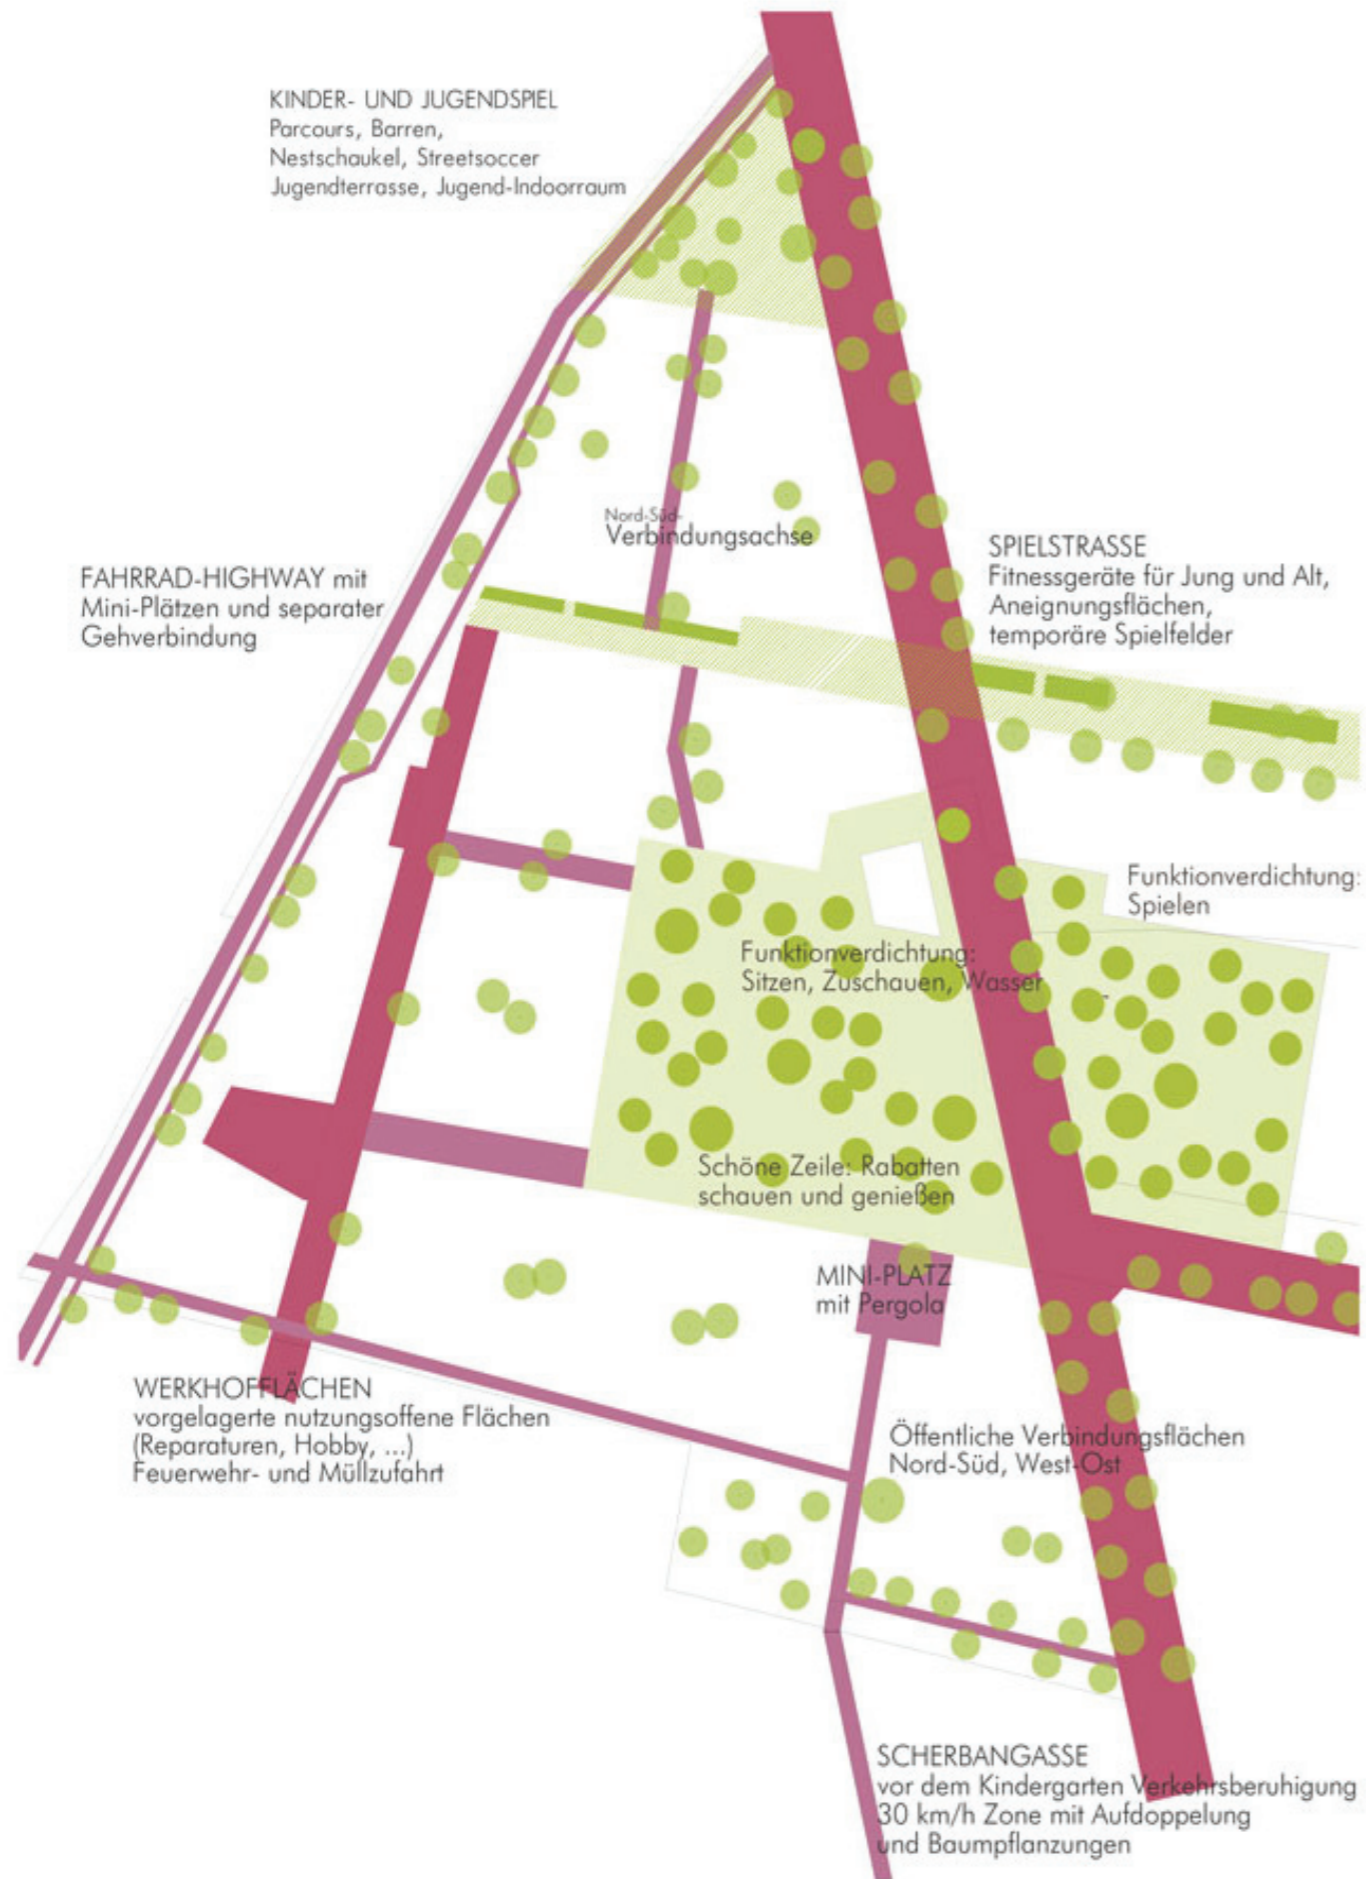 KINDER- UND JUGENDSPIEL
Parcours, Barren,
Nestschaukel, Streetsoccer
Jugendterrasse, Jugend-Indoorraum
Nord-Süd-
Verbindungsachse
SPIELSTRASSE
Fitnessgeräte für Jung und Alt,
Aneignungsflächen,
temporäre Spielfelder
FAHRRAD-HIGHWAY mit
Mini-Plätzen und separater
Gehverbindung
Funktionverdichtung:
Spielen
Funktionverdichtung:
Sitzen, Zuschauen, Wasser
Schöne Zeile: Rabatten
schauen und genießen
MINI-PLATZ
mit Pergola
WERKHOFFLÄCHEN
vorgelagerte nutzungsoffene Flächen
(Reparaturen, Hobby, ...)
Feuerwehr- und Müllzufahrt
Öffentliche Verbindungsflächen
Nord-Süd, West-Ost
SCHERBANGASSE
vor dem Kindergarten Verkehrsberuhigung
30 km/h Zone mit Aufdoppelung
und Baumpflanzungen